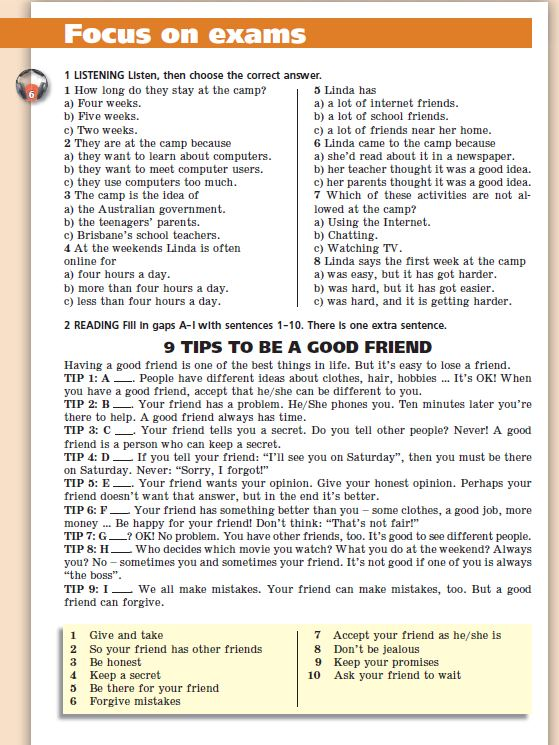 Focus on exams
6
1 LISTENING Listen, then choose the correct answer.
1 How long do they stay at the camp?
a) Four weeks.
b) Five weeks.
c) Two weeks.
2 They are at the camp because
a) they want to learn about computers.
b) they want to meet computer users.
c) they use computers too much.
3 The camp is the idea of
a) the Australian government.
b) the teenagers' parents.
c) Brisbane's school teachers.
4 At the weekends Linda is often
online for
a) four hours a day.
b) more than four hours a day.
c) less than four hours a day.
5 Linda has
a) a lot of internet friends.
b) a lot of school friends.
c) a lot of friends near her home.
6 Linda came to the camp because
a) she'd read about it in a newspaper.
b) her teacher thought it was a good idea.
c) her parents thought it was a good idea.
7 Which of these activities are not al-
lowed at the camp?
a) Using the Internet.
b) Chatting.
c) Watching TV.
8 Linda says the first week at the camp
a) was easy, but it has got harder.
b) was hard, but it has got easier.
c) was hard, and it is getting harder.
2 READING Fill in gaps A–I with sentences 1–10. There is one extra sentence.
9 TIPS TO BE A GOOD FRIEND
Having a good friend is one of the best things in life. But it's easy to lose a friend.
TIP 1: A ___. People have different ideas about clothes, hair, hobbies ... It's OK! When
you have a good friend, accept that he/she can be different to you.
TIP 2: B ___. Your friend has a problem. He/She phones you. Ten minutes later you're
there to help. A good friend always has time.
TIP 3: C ___. Your friend tells you a secret. Do you tell other people? Never! A good
friend is a person who can keep a secret.
TIP 4: D ___. If you tell your friend: “I'll see you on Saturday”, then you must be there
on Saturday. Never: “Sorry, I forgot!”
TIP 5: E ___. Your friend wants your opinion. Give your honest opinion. Perhaps your
friend doesn't want that answer, but in the end it's better.
TIP 6: F ___. Your friend has something better than you – some clothes, a good job, more
money ... Be happy for your friend! Don't think: “That's not fair!”
TIP 7: G ___? OK! No problem. You have other friends, too. It's good to see different people.
TIP 8: H ___. Who decides which movie you watch? What you do at the weekend? Always
you? No – sometimes you and sometimes your friend. It's not good if one of you is always
“the boss”.
TIP 9: I ___. We all make mistakes. Your friend can make mistakes, too. But a good
friend can forgive.
1 Give and take
2 So your friend has other friends
3 Be honest
4 Keep a secret
5 Be there for your friend
6 Forgive mistakes
7 Accept your friend as he/she is
8 Don't be jealous
9 Keep your promises
10 Ask your friend to wait